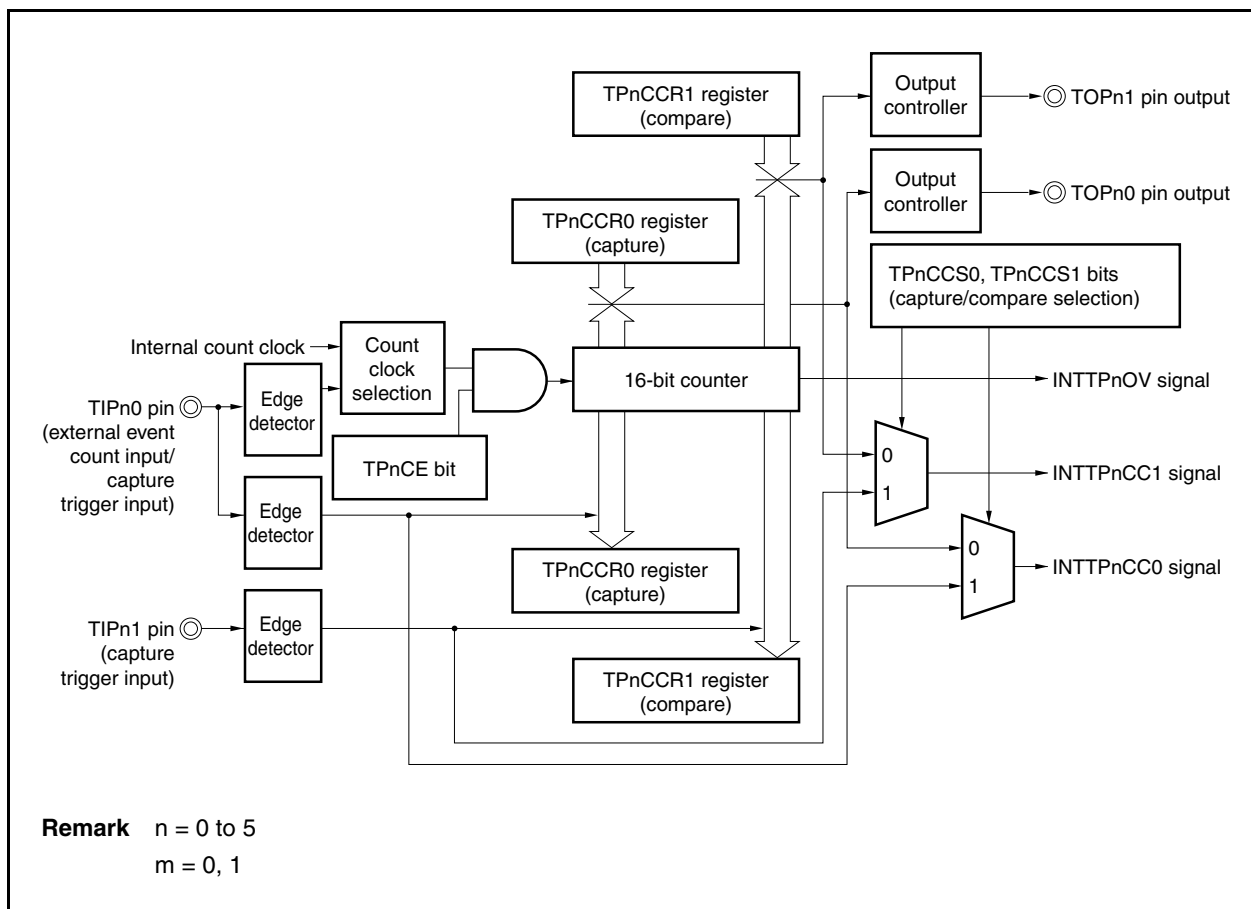 TPnCCR1 register
(compare)
Output
controller
TOPn1 pin output
Output
controller
TOPn0 pin output
TPnCCR0 register
(capture)
TPnCCS0, TPnCCS1 bits
(capture/compare selection)
Internal count clock
Count
clock
selection
16-bit counter
INTTPnOV signal
TIPn0 pin
(external event
count input/
capture
trigger input)
Edge
detector
TPnCE bit
0
1
INTTPnCC1 signal
Edge
detector
TPnCCR0 register
(capture)
0
1
INTTPnCC0 signal
TIPn1 pin
(capture
trigger input)
Edge
detector
TPnCCR1 register
(compare)
Remark n = 0 to 5
m = 0, 1